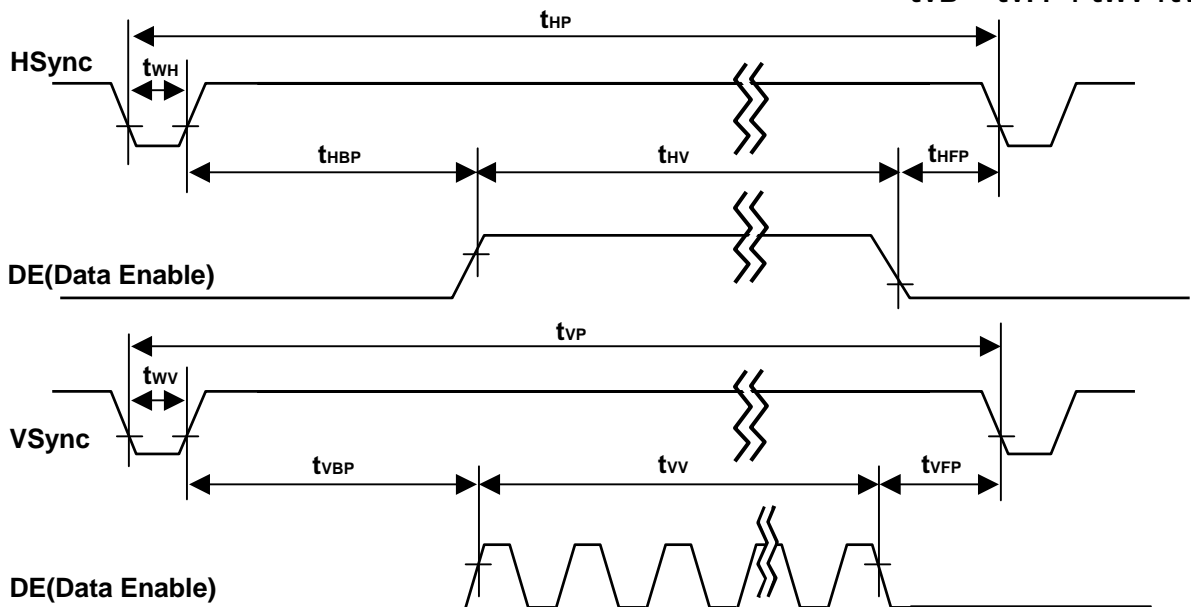 tHP
HSync
tWH
tHBP
tHV
tHFP
DE(Data Enable)
tVP
tWV
VSync
tVBP
tVV
tVFP
DE(Data Enable)